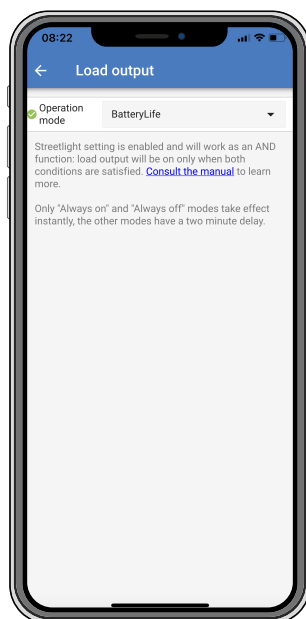 08:22
Load output
Operation
mode
BatteryLife
Streetlight setting is enabled and will work as an AND
function: load output will be on only when both
conditions are satisfied. Consult the manual to learn
more.
Only "Always on" and "Always off" modes take effect
instantly, the other modes have a two minute delay.